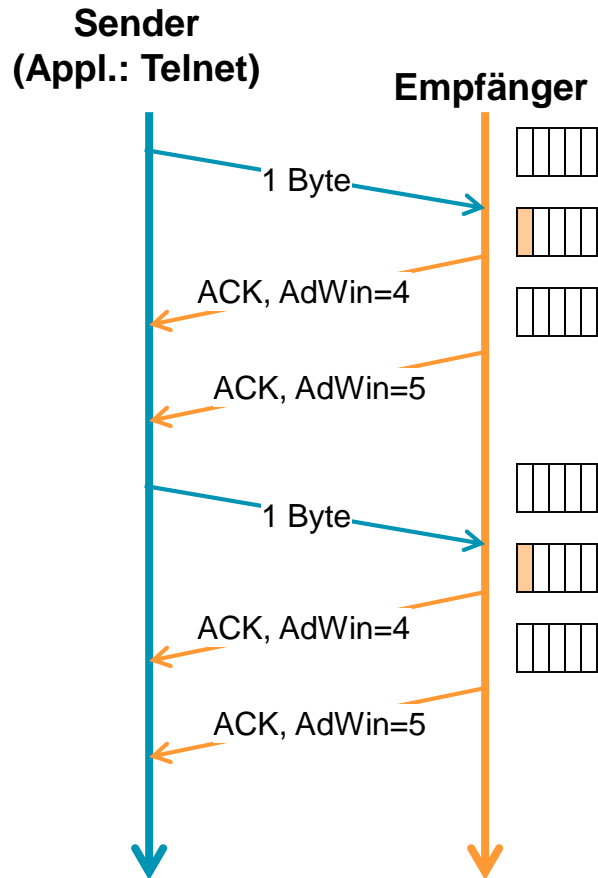 Sender
(Appl.: Telnet)
Empfänger
1 Byte
ACK, AdWin=4
ACK, AdWin=5
1 Byte
ACK, AdWin=4
ACK, AdWin=5